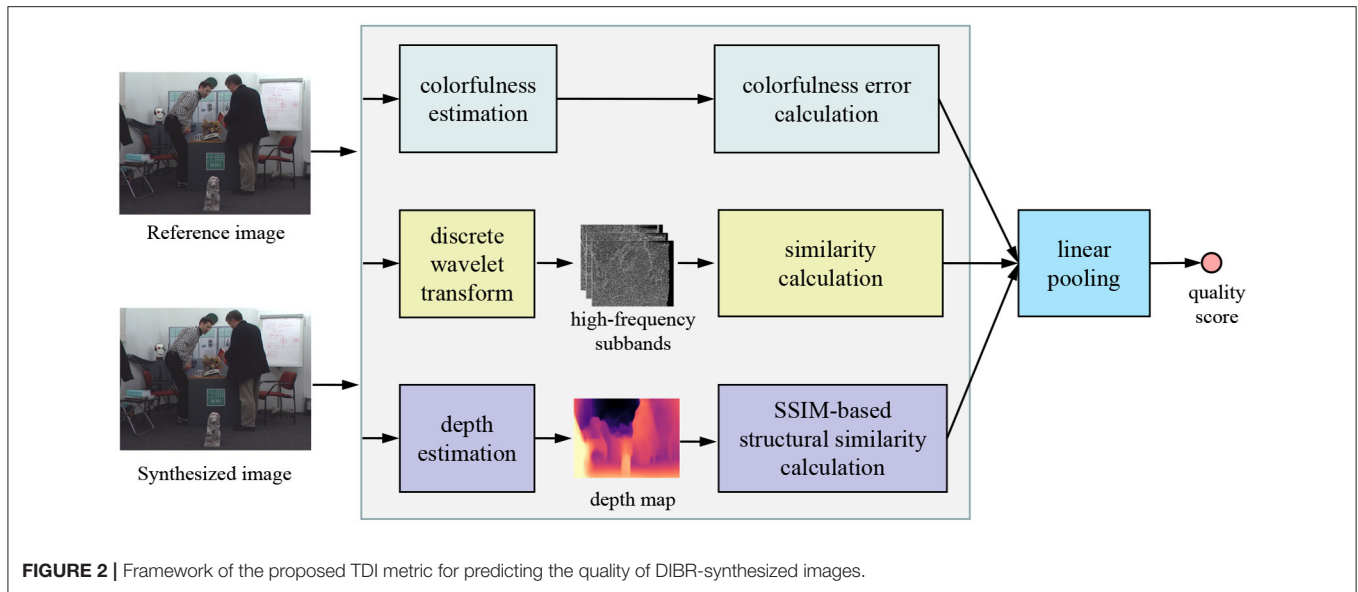 colorfulness
estimation
colorfulness error
calculation
Reference image
discrete
wavelet
transform
high-frequency
subbands
similarity
calculation
linear
pooling
quality
score
Synthesized image
depth
estimation
depth map
SSIM-based
structural similarity
calculation
FIGURE 2 | Framework of the proposed TDI metric for predicting the quality of DIBR-synthesized images.